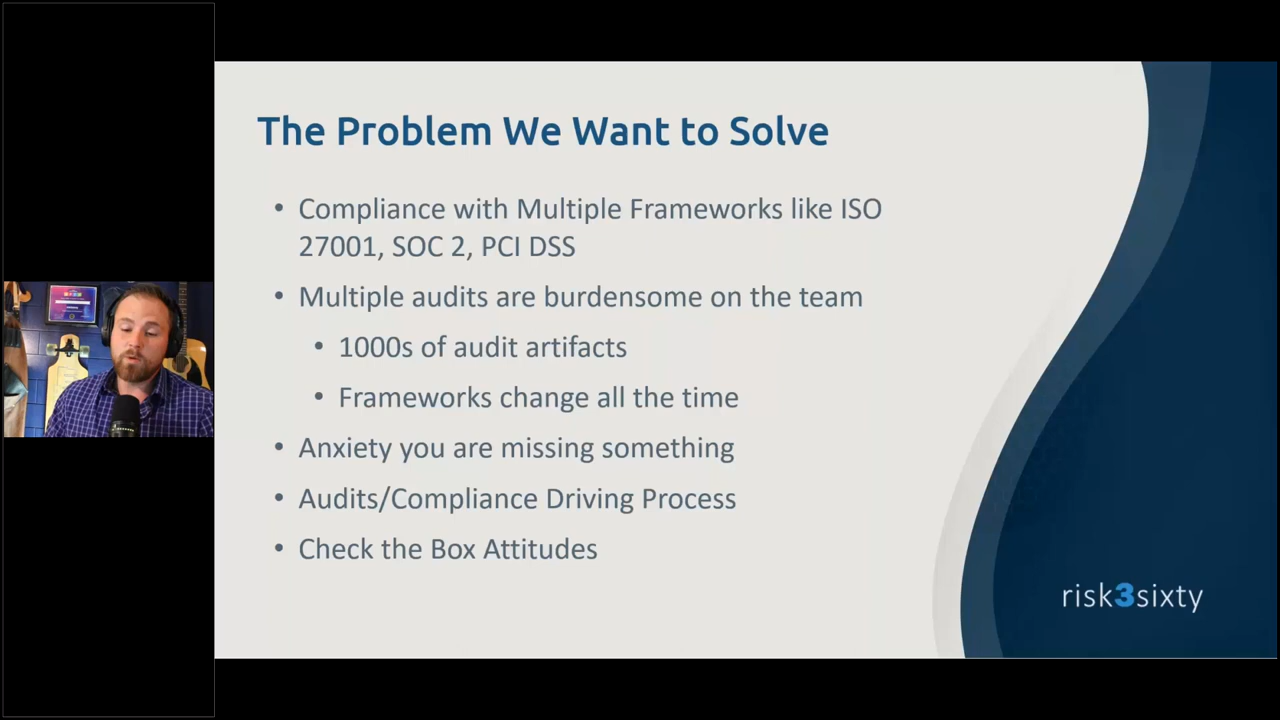 The Problem We Want to Solve
• Compliance with Multiple Frameworks like ISO
27001, SOC 2, PCI DSS
• Multiple audits are burdensome on the team
• 1000s of audit artifacts
• Frameworks change all the time
• Anxiety you are missing something
• Audits/Compliance Driving Process
• Check the Box Attitudes
risk3sixty